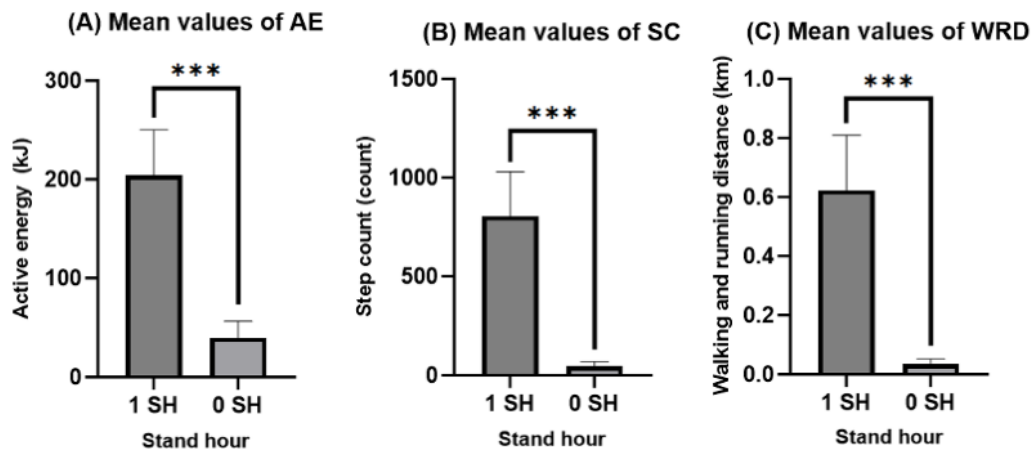 (A) Mean values of AE
Active energy (kJ)
300
200
100
0
***
1 SH 0 SH
Stand hour
(B) Mean values of SC
Step count (count)
1500
1000
500
0
***
1 SH 0 SH
Stand hour
(C) Mean values of WRD
Walking and running distance (km)
1.0
0.8
0.6
0.4
0.2
0.0
***
1 SH 0 SH
Stand hour